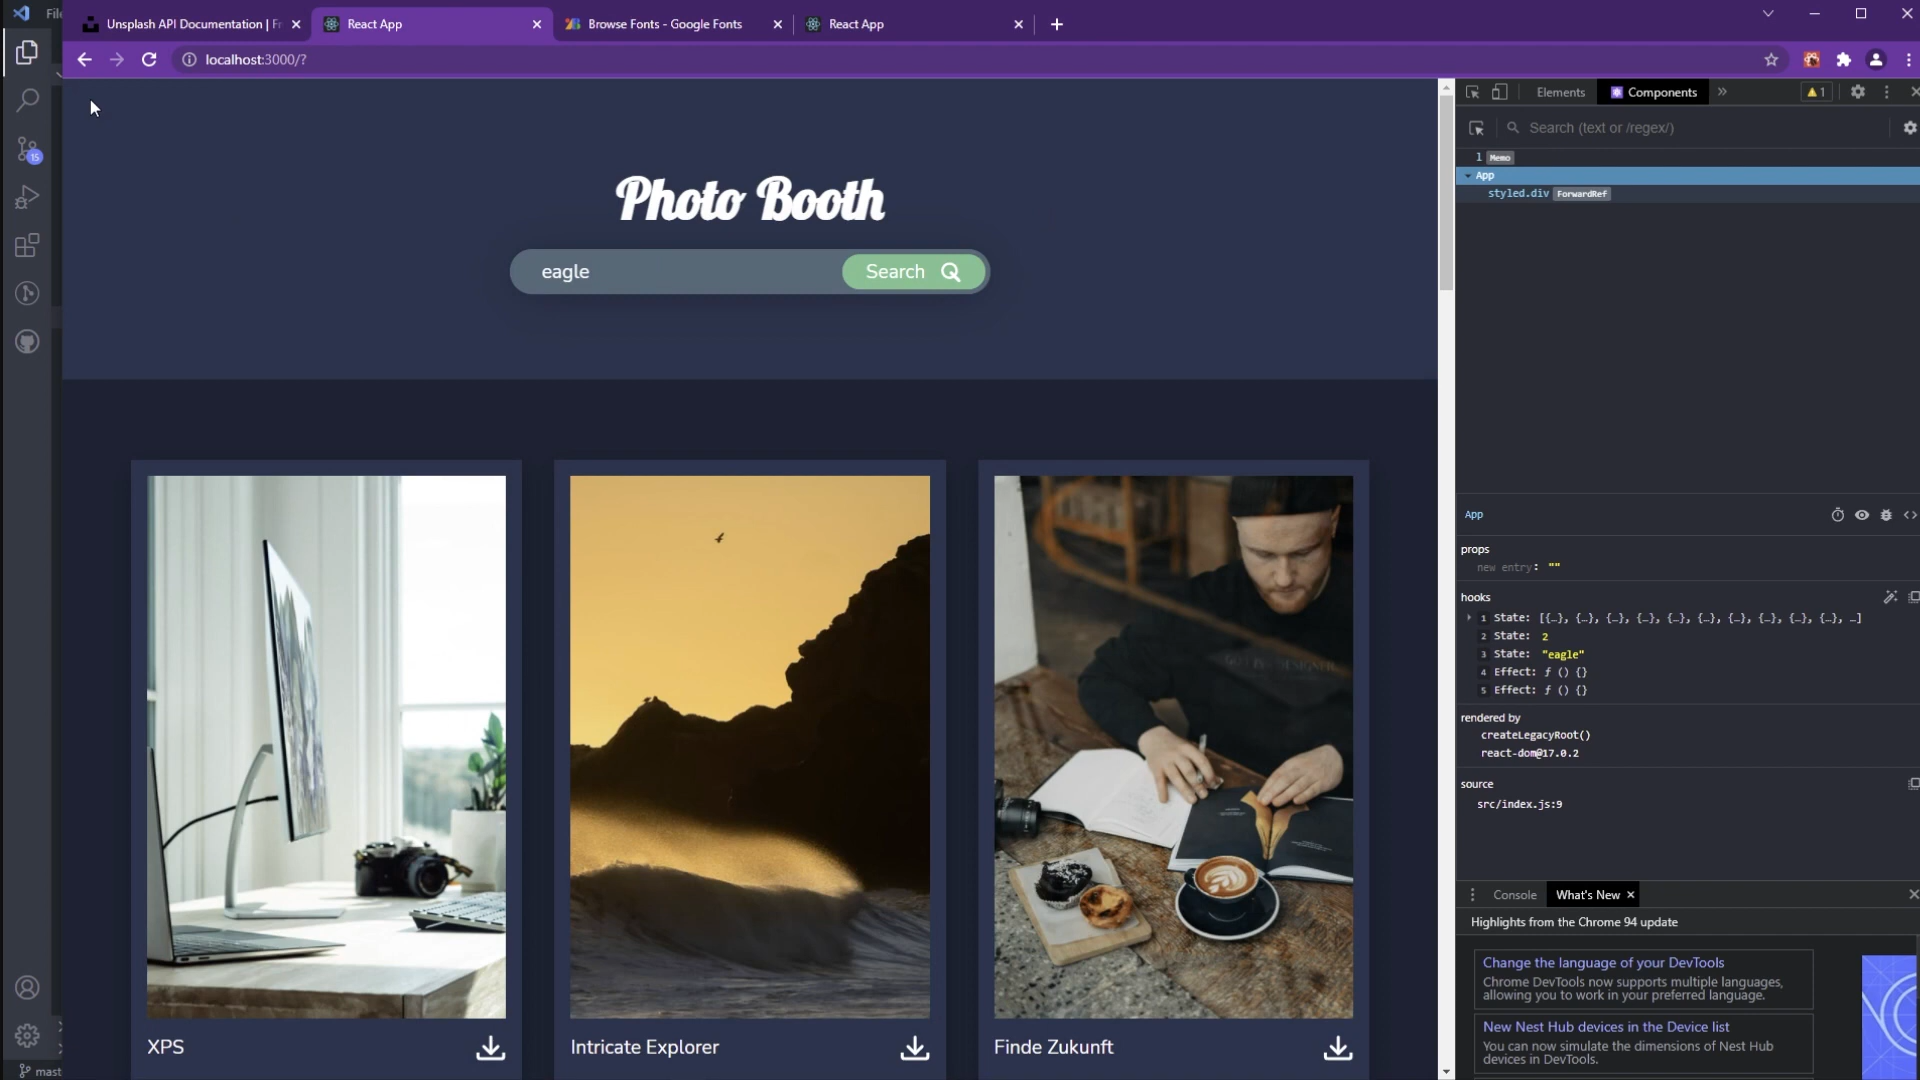 File
Unsplash API Documentation | Fr
React App
Browse Fonts - Google Fonts
React App
localhost:3000/?
15
Photo Booth
eagle
Search
XPS
Intricate Explorer
Finde Zukunft
mast
Elements
Components
1
Search (text or /regex/)
l Memo
App
styled.div ForwardRef
App
props
new entry: ""
hooks
1 State: [{…}, {…}, {…}, {…}, {…}, {…}, {…}, {…}, {…}, {…}, …]
2 State: 2
3 State: "eagle"
4 Effect: ƒ () {}
5 Effect: ƒ () {}
rendered by
createLegacyRoot()
react-dom@17.0.2
source
src/index.js:9
Console
What's New
Highlights from the Chrome 94 update
Change the language of your DevTools
Chrome DevTools now supports multiple languages,
allowing you to work in your preferred language.
New Nest Hub devices in the Device list
You can now simulate the dimensions of Nest Hub
devices in DevTools.